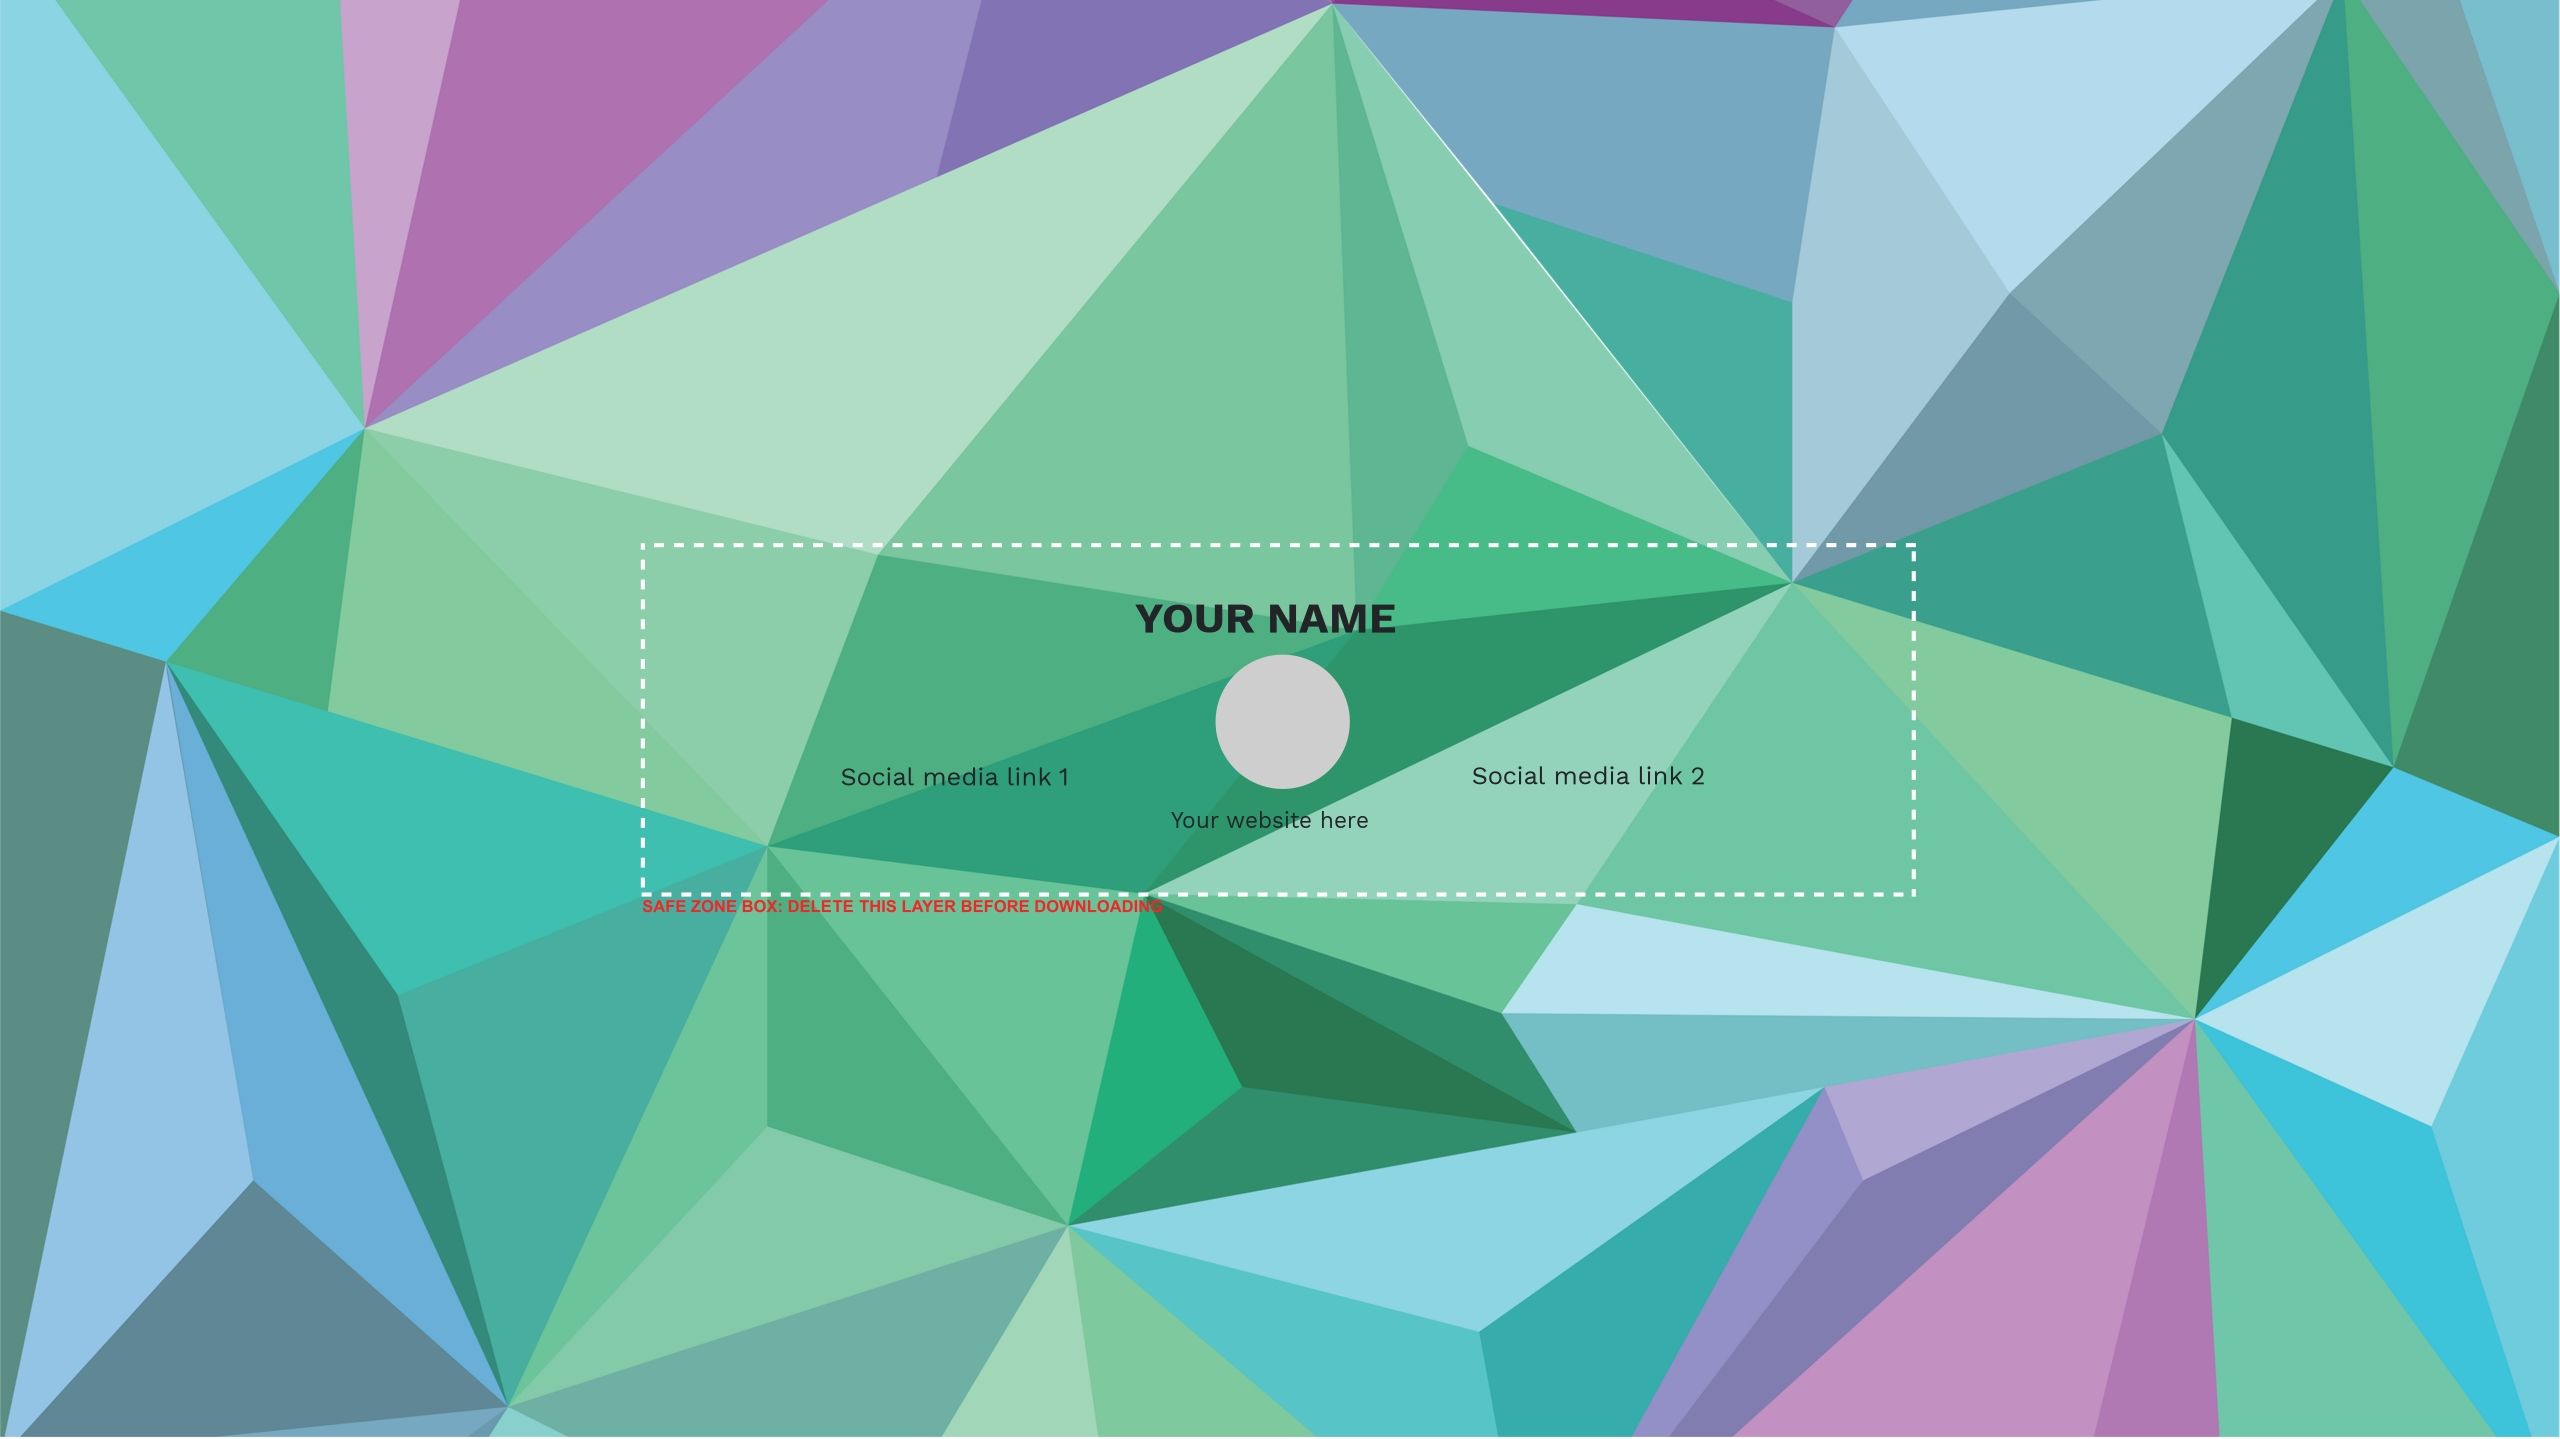 YOUR NAME
Social media link 1
Social media link 2
Your website here
SAFE ZONE BOX: DELETE THIS LAYER BEFORE DOWNLOADING